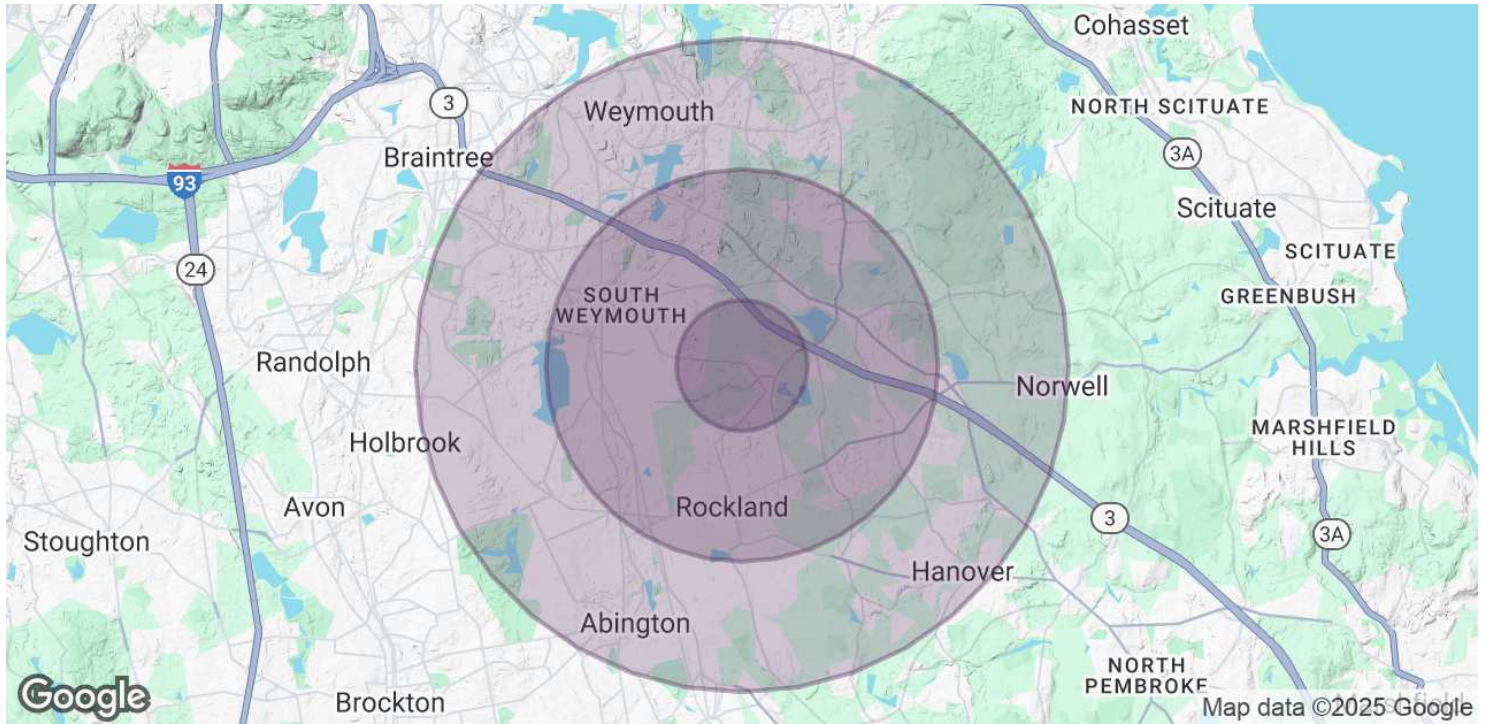 Cohasset
Weymouth
3
NORTH SCITUATE
Braintree
3A
93
Scituate
SCITUATE
24
SOUTH
WEYMOUTH
GREENBUSH
Randolph
Norwell
Holbrook
MARSHFIELD
HILLS
Avon
Rockland
3
Stoughton
3A
Hanover
Abington
NORTH
PEMBROKE
Brockton
Google
Map data ©2025 Google